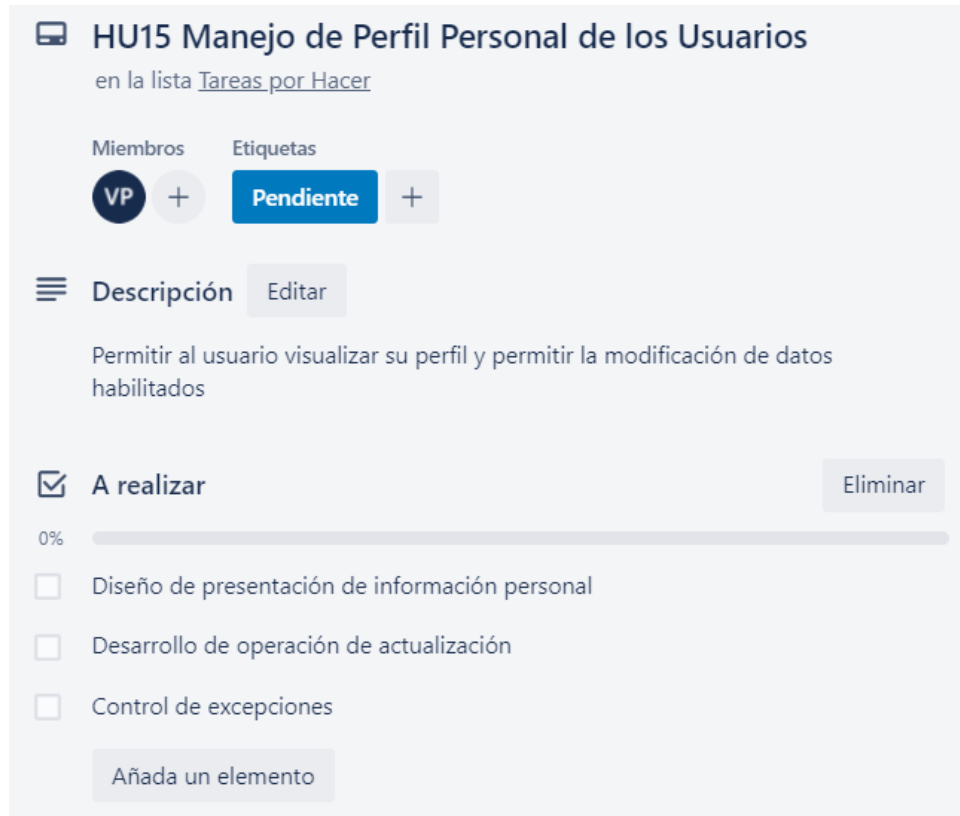 HU15 Manejo de Perfil Personal de los Usuarios
en la lista Tareas por Hacer
Miembros Etiquetas
VP + Pendiente +
Descripción Editar
Permitir al usuario visualizar su perfil y permitir la modificación de datos
habilitados
A realizar Eliminar
0%
Diseño de presentación de información personal
Desarrollo de operación de actualización
Control de excepciones
Añada un elemento